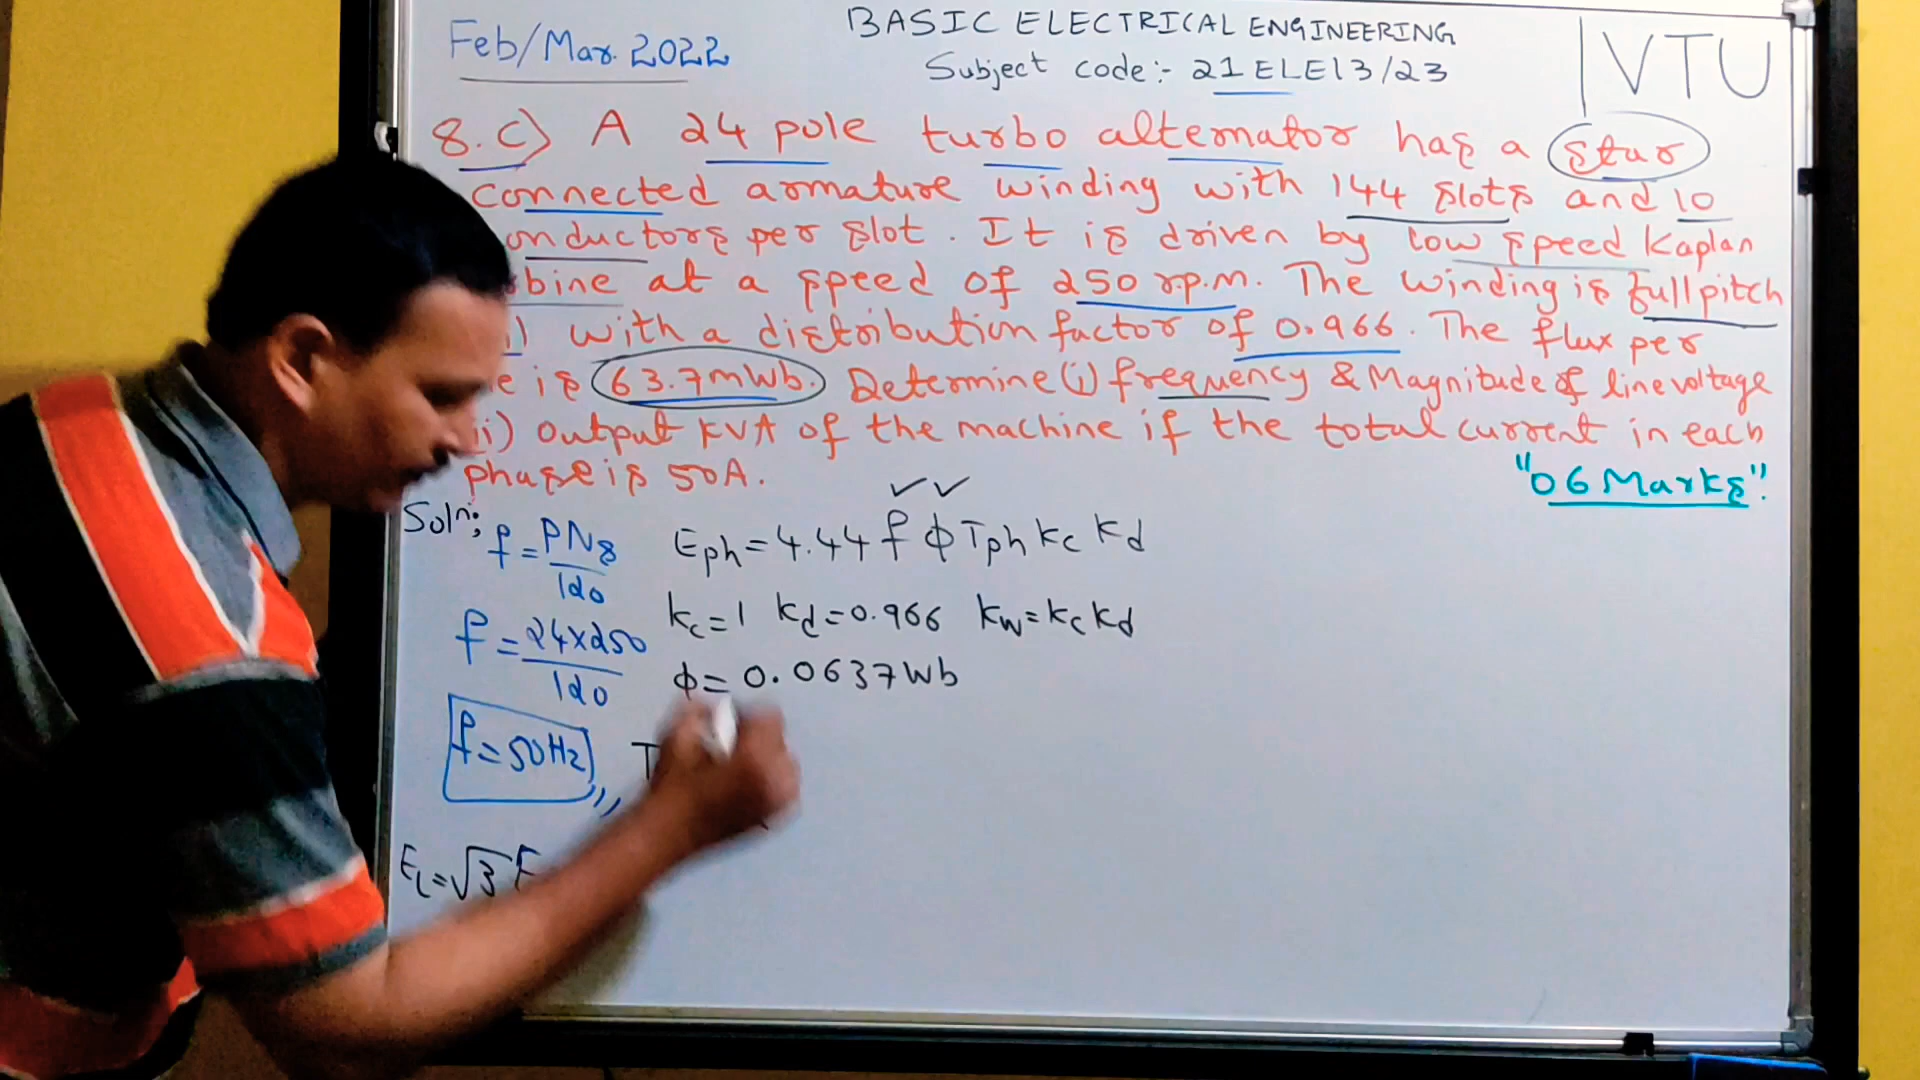 Feb/Mar 2022
BASIC ELECTRICAL ENGINEERING
Subject code:- 21ELE13/23
VTU
8.c) A 24 pole turbo alternator has a star
connected armature winding with 144 slots and 10
onductors per slot. It is driven by low speed Kaplan
bine at a speed of 250 r.p.m. The winding is full pitch
with a distribution factor of 0.966. The flux per
e is 63.7mWb. Determine (i) frequency & Magnitude of line voltage
ii) output KVA of the machine if the total current in each
phase is 50A.
"06 Marks".
Soln;
f = PNs/120
Eph = 4.44 f ϕ Tph Kc Kd
f = 24x250/120
Kc = 1 Kd = 0.966 Kw = Kc Kd
ϕ = 0.0637 Wb
f = 50Hz,,
T
EL = √3 E